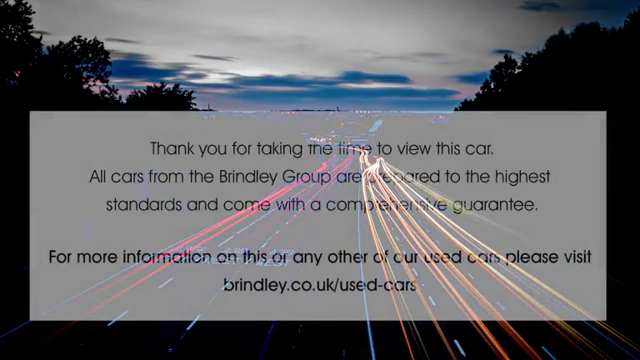 Thank you for taking the time to view this car.
All cars from the Brindley Group are prepared to the highest
standards and come with a comprehensive guarantee.
For more information on this or any other of our used cars please visit
brindley.co.uk/used-cars